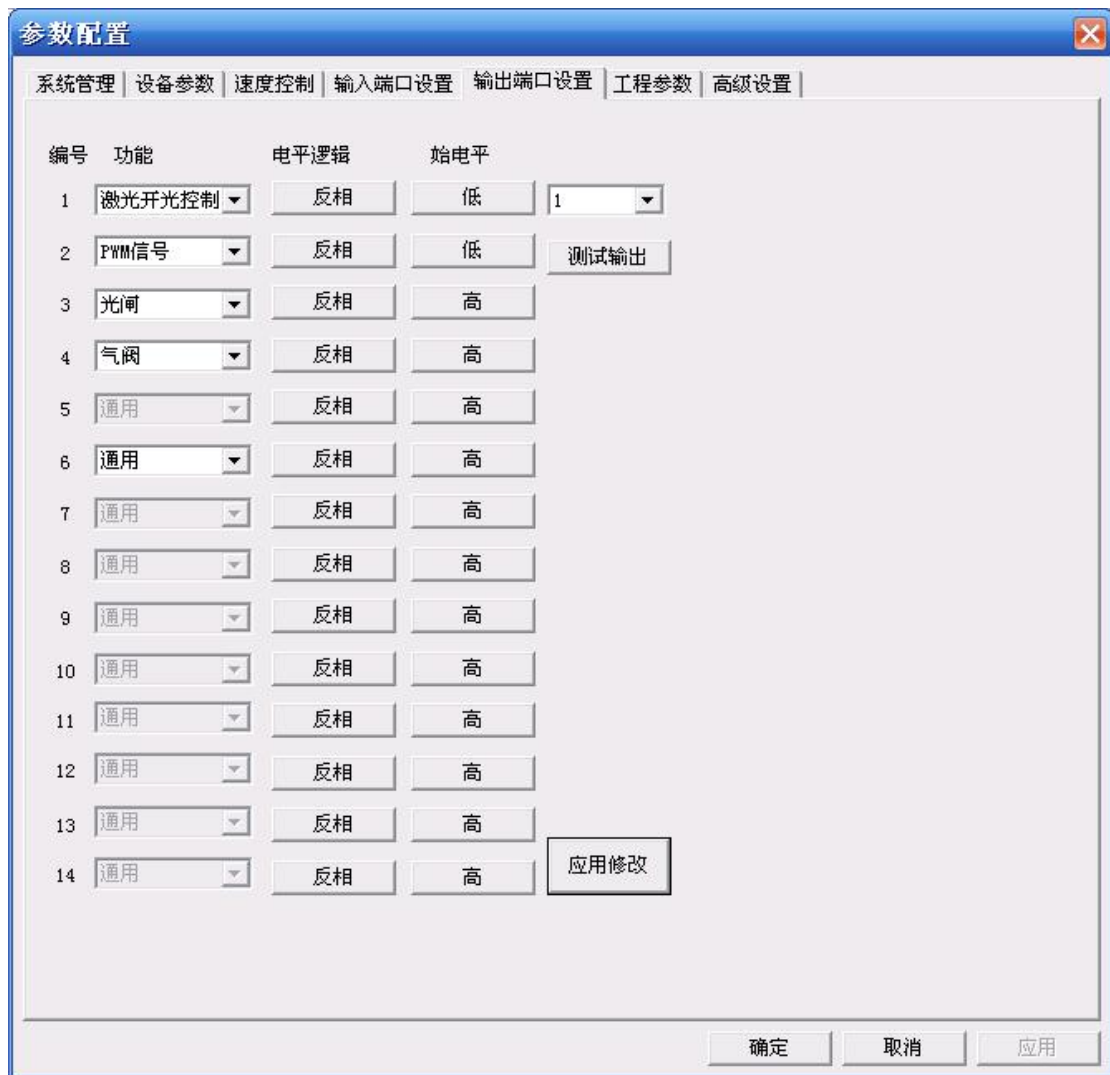 参数配置
系统管理 设备参数 速度控制 输入端口设置 输出端口设置 工程参数 高级设置
编号 功能 电平逻辑 始电平
1 激光开光控制 反相 低 1
2 PWM信号 反相 低 测试输出
3 光闸 反相 高
4 气阀 反相 高
5 通用 反相 高
6 通用 反相 高
7 通用 反相 高
8 通用 反相 高
9 通用 反相 高
10 通用 反相 高
11 通用 反相 高
12 通用 反相 高
13 通用 反相 高
14 通用 反相 高 应用修改
确定 取消 应用